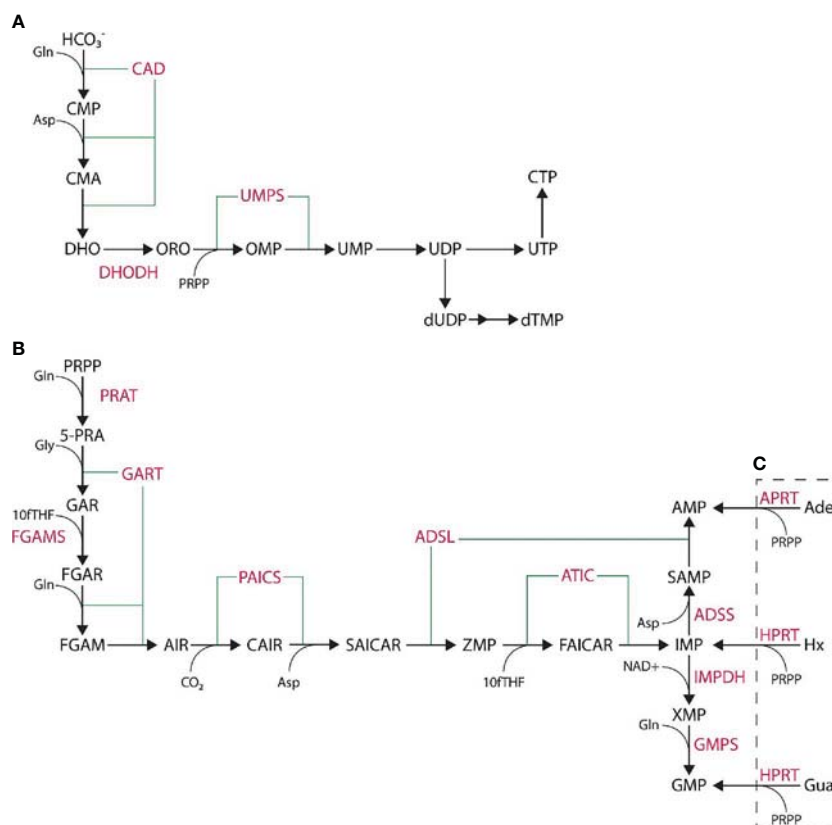 A
HCO₃⁻
Gln
CAD
CMP
Asp
CMA
CTP
UMPS
DHO ORO OMP UMP UDP UTP
DHODH
PRPP
dUDP dTMP
B
PRPP
Gln
PRAT
5-PRA
C
Gly
GART
GAR
AMP APRT Ade
10fTHF
PRPP
FGAMS
ADSL
FGAR
PAICS
ATIC
SAMP
Gln
Asp
ADSS
FGAM AIR CAIR SAICAR ZMP FAICAR IMP HPRT Hx
CO₂
Asp
10fTHF
NAD+
IMPDH
PRPP
XMP
Gln
GMPS
GMP HPRT Gua
PRPP